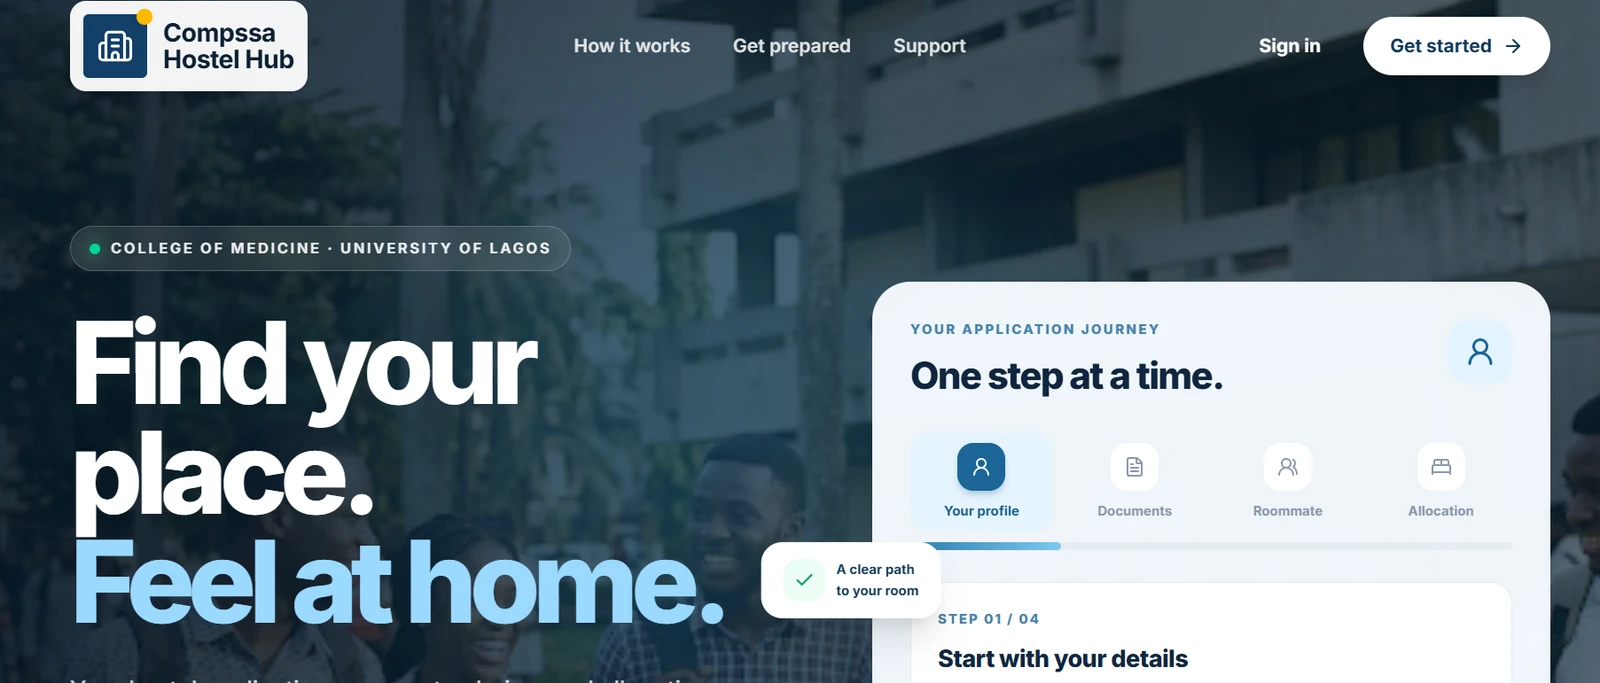 Compssa
Hostel Hub
How it works
Get prepared
Support
Sign in
Get started
COLLEGE OF MEDICINE · UNIVERSITY OF LAGOS
Find your
place.
Feel at home.
YOUR APPLICATION JOURNEY
One step at a time.
Your profile
Documents
Roommate
Allocation
A clear path
to your room
STEP 01 / 04
Start with your details